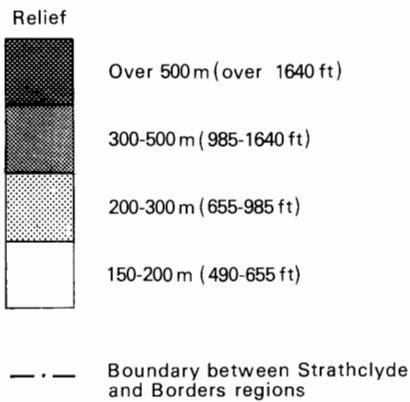 Relief
Over 500 m (over 1640 ft)
300-500 m (985-1640 ft)
200-300 m (655-985 ft)
150-200 m (490-655 ft)
Boundary between Strathclyde
and Borders regions